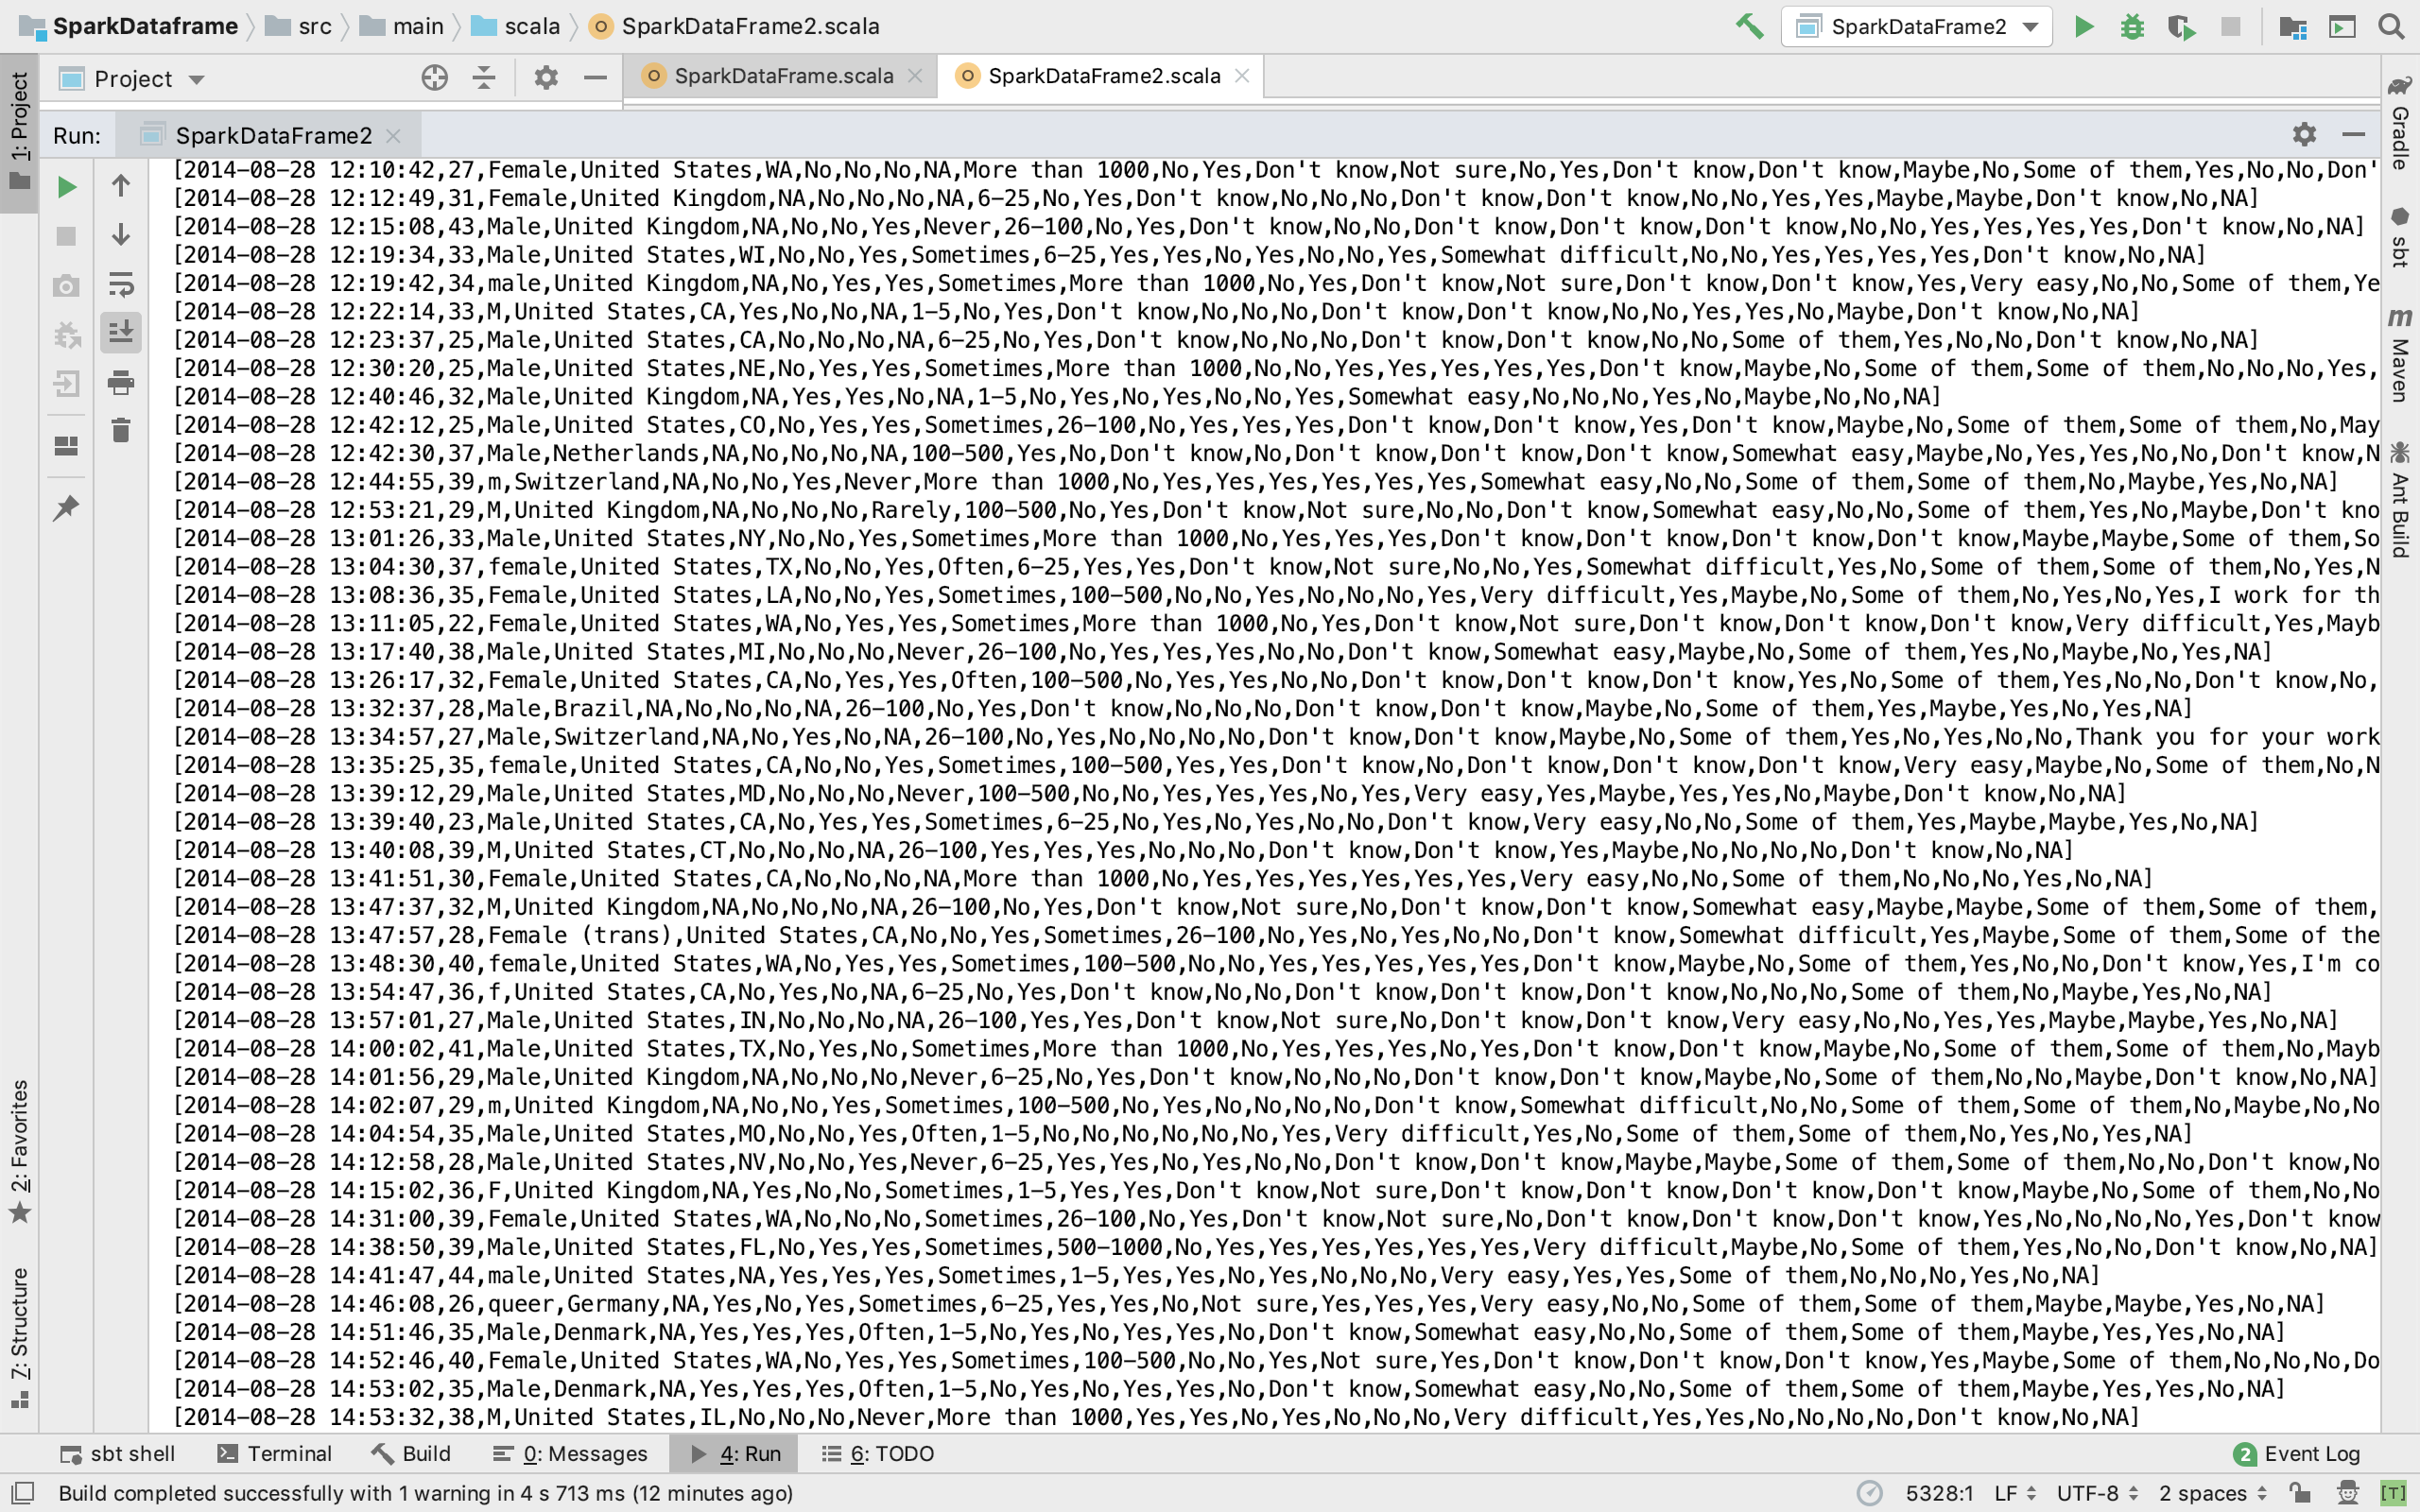 SparkDataframe src main scala SparkDataFrame2.scala SparkDataFrame2
Project SparkDataFrame.scala SparkDataFrame2.scala
Run: SparkDataFrame2
[2014-08-28 12:10:42,27,Female,United States,WA,No,No,No,NA,More than 1000,No,Yes,Don't know,Not sure,No,Yes,Don't know,Don't know,Maybe,No,Some of them,Yes,No,No,Don'
[2014-08-28 12:12:49,31,Female,United Kingdom,NA,No,No,No,NA,6-25,No,Yes,Don't know,No,No,No,Don't know,Don't know,No,No,Yes,Yes,Maybe,Maybe,Don't know,No,NA]
[2014-08-28 12:15:08,43,Male,United Kingdom,NA,No,No,Yes,Never,26-100,No,Yes,Don't know,No,No,Don't know,Don't know,Don't know,No,No,Yes,Yes,Yes,Yes,Don't know,No,NA]
[2014-08-28 12:19:34,33,Male,United States,WI,No,No,Yes,Sometimes,6-25,Yes,Yes,No,Yes,No,No,Yes,Somewhat difficult,No,No,Yes,Yes,Yes,Yes,Don't know,No,NA]
[2014-08-28 12:19:42,34,male,United Kingdom,NA,No,Yes,Yes,Sometimes,More than 1000,No,Yes,Don't know,Not sure,Don't know,Don't know,Yes,Very easy,No,No,Some of them,Ye
[2014-08-28 12:22:14,33,M,United States,CA,Yes,No,No,NA,1-5,No,Yes,Don't know,No,No,No,Don't know,Don't know,No,No,Yes,Yes,No,Maybe,Don't know,No,NA]
[2014-08-28 12:23:37,25,Male,United States,CA,No,No,No,NA,6-25,No,Yes,Don't know,No,No,No,Don't know,Don't know,No,No,Some of them,Yes,No,No,Don't know,No,NA]
[2014-08-28 12:30:20,25,Male,United States,NE,No,Yes,Yes,Sometimes,More than 1000,No,No,Yes,Yes,Yes,Yes,Yes,Don't know,Maybe,No,Some of them,Some of them,No,No,No,Yes,
[2014-08-28 12:40:46,32,Male,United Kingdom,NA,Yes,Yes,No,NA,1-5,No,Yes,No,Yes,No,No,Yes,Somewhat easy,No,No,No,Yes,No,Maybe,No,No,NA]
[2014-08-28 12:42:12,25,Male,United States,CO,No,Yes,Yes,Sometimes,26-100,No,Yes,Yes,Yes,Don't know,Don't know,Yes,Don't know,Maybe,No,Some of them,Some of them,No,May
[2014-08-28 12:42:30,37,Male,Netherlands,NA,No,No,No,NA,100-500,Yes,No,Don't know,No,Don't know,Don't know,Don't know,Somewhat easy,Maybe,No,Yes,Yes,No,No,Don't know,N
[2014-08-28 12:44:55,39,m,Switzerland,NA,No,No,Yes,Never,More than 1000,No,Yes,Yes,Yes,Yes,Yes,Yes,Somewhat easy,No,No,Some of them,Some of them,No,Maybe,Yes,No,NA]
[2014-08-28 12:53:21,29,M,United Kingdom,NA,No,No,No,Rarely,100-500,No,Yes,Don't know,Not sure,No,No,Don't know,Somewhat easy,No,No,Some of them,Yes,No,Maybe,Don't kno
[2014-08-28 13:01:26,33,Male,United States,NY,No,No,Yes,Sometimes,More than 1000,No,Yes,Yes,Yes,Don't know,Don't know,Don't know,Don't know,Maybe,Maybe,Some of them,So
[2014-08-28 13:04:30,37,female,United States,TX,No,No,Yes,Often,6-25,Yes,Yes,Don't know,Not sure,No,No,Yes,Somewhat difficult,Yes,No,Some of them,Some of them,No,Yes,N
[2014-08-28 13:08:36,35,Female,United States,LA,No,No,Yes,Sometimes,100-500,No,No,Yes,No,No,No,Yes,Very difficult,Yes,Maybe,No,Some of them,No,Yes,No,Yes,I work for th
[2014-08-28 13:11:05,22,Female,United States,WA,No,Yes,Yes,Sometimes,More than 1000,No,Yes,Don't know,Not sure,Don't know,Don't know,Don't know,Very difficult,Yes,Mayb
[2014-08-28 13:17:40,38,Male,United States,MI,No,No,No,Never,26-100,No,Yes,Yes,Yes,No,No,Don't know,Somewhat easy,Maybe,No,Some of them,Yes,No,Maybe,No,Yes,NA]
[2014-08-28 13:26:17,32,Female,United States,CA,No,Yes,Yes,Often,100-500,No,Yes,Yes,No,No,Don't know,Don't know,Don't know,Yes,No,Some of them,Yes,No,No,Don't know,No,
[2014-08-28 13:32:37,28,Male,Brazil,NA,No,No,No,NA,26-100,No,Yes,Don't know,No,No,No,Don't know,Don't know,Maybe,No,Some of them,Yes,Maybe,Yes,No,Yes,NA]
[2014-08-28 13:34:57,27,Male,Switzerland,NA,No,Yes,No,NA,26-100,No,Yes,No,No,No,No,Don't know,Don't know,Maybe,No,Some of them,Yes,No,Yes,No,No,Thank you for your work
[2014-08-28 13:35:25,35,female,United States,CA,No,No,Yes,Sometimes,100-500,Yes,Yes,Don't know,No,Don't know,Don't know,Don't know,Very easy,Maybe,No,Some of them,No,N
[2014-08-28 13:39:12,29,Male,United States,MD,No,No,No,Never,100-500,No,No,Yes,Yes,Yes,No,Yes,Very easy,Yes,Maybe,Yes,Yes,No,Maybe,Don't know,No,NA]
[2014-08-28 13:39:40,23,Male,United States,CA,No,Yes,Yes,Sometimes,6-25,No,Yes,No,Yes,No,No,Don't know,Very easy,No,No,Some of them,Yes,Maybe,Maybe,Yes,No,NA]
[2014-08-28 13:40:08,39,M,United States,CT,No,No,No,NA,26-100,Yes,Yes,Yes,No,No,No,Don't know,Don't know,Yes,Maybe,No,No,No,No,Don't know,No,NA]
[2014-08-28 13:41:51,30,Female,United States,CA,No,No,No,NA,More than 1000,No,Yes,Yes,Yes,Yes,Yes,Yes,Very easy,No,No,Some of them,No,No,No,Yes,No,NA]
[2014-08-28 13:47:37,32,M,United Kingdom,NA,No,No,No,NA,26-100,No,Yes,Don't know,Not sure,No,Don't know,Don't know,Somewhat easy,Maybe,Maybe,Some of them,Some of them,
[2014-08-28 13:47:57,28,Female (trans),United States,CA,No,No,Yes,Sometimes,26-100,No,Yes,No,Yes,No,No,Don't know,Somewhat difficult,Yes,Maybe,Some of them,Some of the
[2014-08-28 13:48:30,40,female,United States,WA,No,Yes,Yes,Sometimes,100-500,No,No,Yes,Yes,Yes,Yes,Yes,Don't know,Maybe,No,Some of them,Yes,No,No,Don't know,Yes,I'm co
[2014-08-28 13:54:47,36,f,United States,CA,No,Yes,No,NA,6-25,No,Yes,Don't know,No,No,Don't know,Don't know,Don't know,No,No,No,Some of them,No,Maybe,Yes,No,NA]
[2014-08-28 13:57:01,27,Male,United States,IN,No,No,No,NA,26-100,Yes,Yes,Don't know,Not sure,No,Don't know,Don't know,Very easy,No,No,Yes,Yes,Maybe,Maybe,Yes,No,NA]
[2014-08-28 14:00:02,41,Male,United States,TX,No,Yes,No,Sometimes,More than 1000,No,Yes,Yes,Yes,No,Yes,Don't know,Don't know,Maybe,No,Some of them,Some of them,No,Mayb
[2014-08-28 14:01:56,29,Male,United Kingdom,NA,No,No,No,Never,6-25,No,Yes,Don't know,No,No,No,Don't know,Don't know,Maybe,No,Some of them,No,No,Maybe,Don't know,No,NA]
[2014-08-28 14:02:07,29,m,United Kingdom,NA,No,No,Yes,Sometimes,100-500,No,Yes,No,No,No,No,Don't know,Somewhat difficult,No,No,Some of them,Some of them,No,Maybe,No,No
[2014-08-28 14:04:54,35,Male,United States,MO,No,No,Yes,Often,1-5,No,No,No,No,No,No,Yes,Very difficult,Yes,No,Some of them,Some of them,No,Yes,No,Yes,NA]
[2014-08-28 14:12:58,28,Male,United States,NV,No,No,Yes,Never,6-25,Yes,Yes,No,Yes,No,No,Don't know,Don't know,Maybe,Maybe,Some of them,Some of them,No,No,Don't know,No
[2014-08-28 14:15:02,36,F,United Kingdom,NA,Yes,No,No,Sometimes,1-5,Yes,Yes,Don't know,Not sure,Don't know,Don't know,Don't know,Don't know,Maybe,No,Some of them,No,No
[2014-08-28 14:31:00,39,Female,United States,WA,No,No,No,Sometimes,26-100,No,Yes,Don't know,Not sure,No,Don't know,Don't know,Don't know,Yes,No,No,No,No,Yes,Don't know
[2014-08-28 14:38:50,39,Male,United States,FL,No,Yes,Yes,Sometimes,500-1000,No,Yes,Yes,Yes,Yes,Yes,Yes,Very difficult,Maybe,No,Some of them,Yes,No,No,Don't know,No,NA]
[2014-08-28 14:41:47,44,male,United States,NA,Yes,Yes,Yes,Sometimes,1-5,Yes,Yes,No,Yes,No,No,No,Very easy,Yes,Yes,Some of them,No,No,No,Yes,No,NA]
[2014-08-28 14:46:08,26,queer,Germany,NA,Yes,No,Yes,Sometimes,6-25,Yes,Yes,No,Not sure,Yes,Yes,Yes,Very easy,No,No,Some of them,Some of them,Maybe,Maybe,Yes,No,NA]
[2014-08-28 14:51:46,35,Male,Denmark,NA,Yes,Yes,Yes,Often,1-5,No,Yes,No,Yes,Yes,No,Don't know,Somewhat easy,No,No,Some of them,Some of them,Maybe,Yes,Yes,No,NA]
[2014-08-28 14:52:46,40,Female,United States,WA,No,Yes,Yes,Sometimes,100-500,No,No,Yes,Not sure,Yes,Don't know,Don't know,Don't know,Yes,Maybe,Some of them,No,No,No,Do
[2014-08-28 14:53:02,35,Male,Denmark,NA,Yes,Yes,Yes,Often,1-5,No,Yes,No,Yes,Yes,No,Don't know,Somewhat easy,No,No,Some of them,Some of them,Maybe,Yes,Yes,No,NA]
[2014-08-28 14:53:32,38,M,United States,IL,No,No,No,Never,More than 1000,Yes,Yes,No,Yes,No,No,No,Very difficult,Yes,Yes,No,No,No,No,Don't know,No,NA]
1: Project
2: Favorites
7: Structure
Gradle
sbt
m Maven
Ant Build
sbt shell Terminal Build 0: Messages 4: Run 6: TODO 2 Event Log
Build completed successfully with 1 warning in 4 s 713 ms (12 minutes ago) 5328:1 LF UTF-8 2 spaces [T]